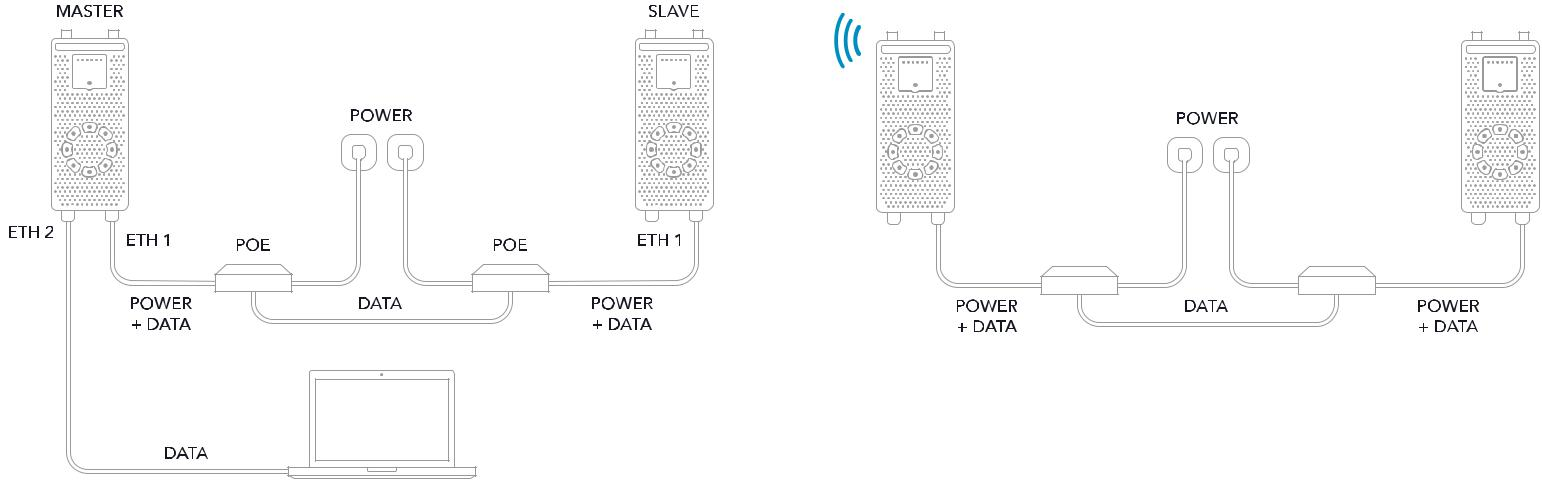 MASTER
SLAVE
POWER
ETH 2
ETH 1
POE
POE
ETH 1
POWER
+ DATA
DATA
POWER
+ DATA
DATA
POWER
POWER
+ DATA
DATA
POWER
+ DATA